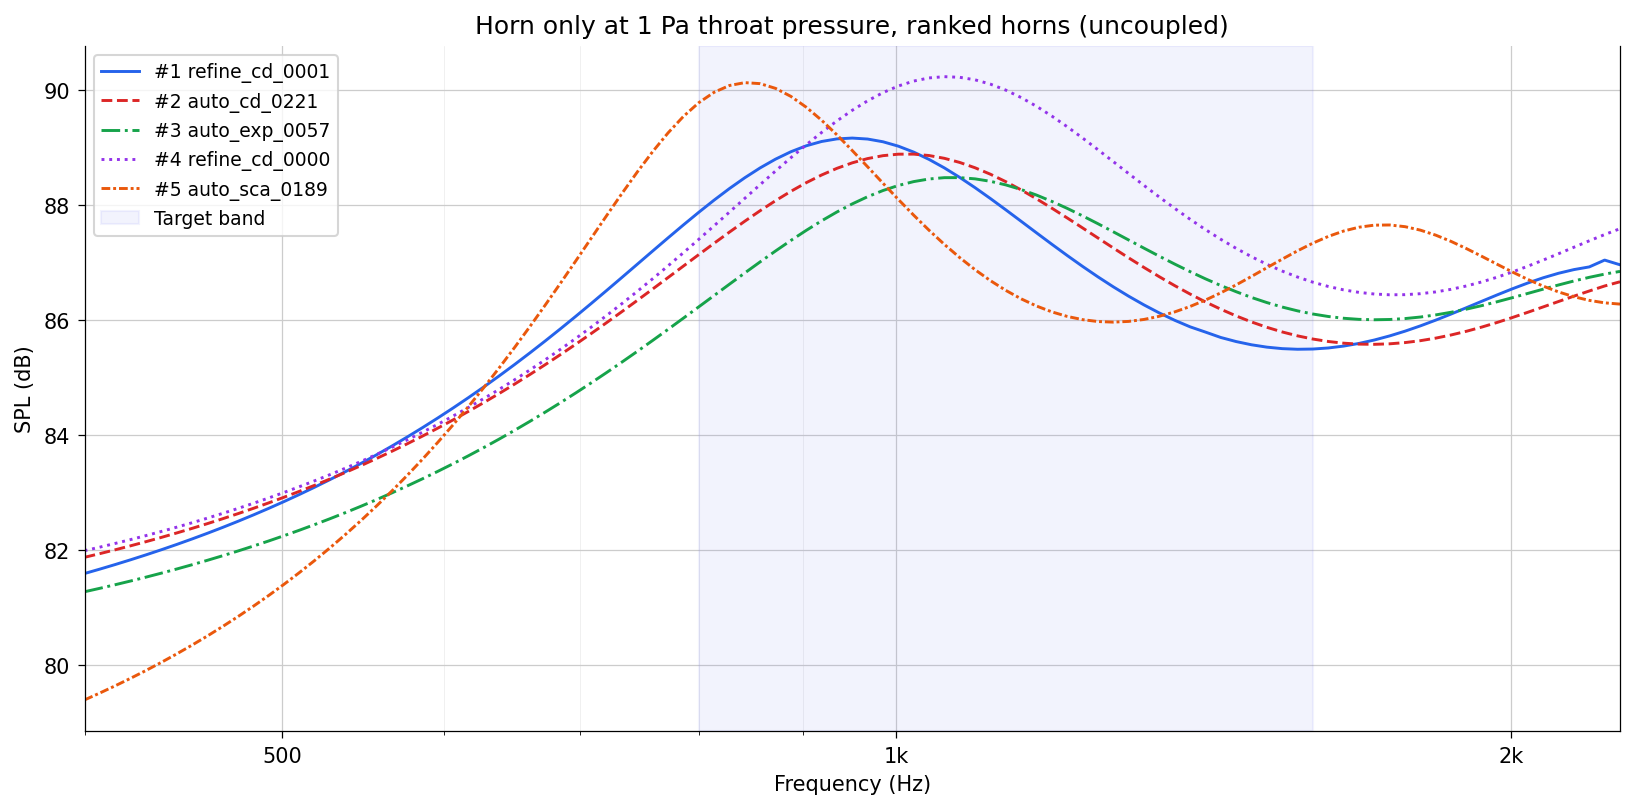 Horn only at 1 Pa throat pressure, ranked horns (uncoupled)
#1 refine_cd_0001
#2 auto_cd_0221
#3 auto_exp_0057
#4 refine_cd_0000
#5 auto_sca_0189
Target band
SPL (dB)
90
88
86
84
82
80
500
1k
2k
Frequency (Hz)